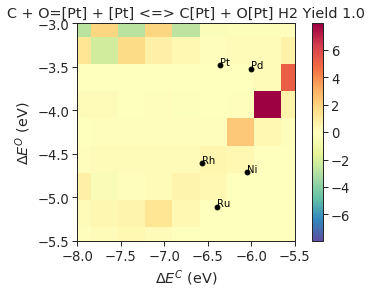 C + O=[Pt] + [Pt] <=> C[Pt] + O[Pt] H2 Yield 1.0
−3.0
−3.5
−4.0
−4.5
−5.0
−5.5
ΔE^O (eV)
Pt
Pd
Rh
Ni
Ru
−8.0
−7.5
−7.0
−6.5
−6.0
−5.5
ΔE^C (eV)
8
6
4
2
0
−2
−4
−6